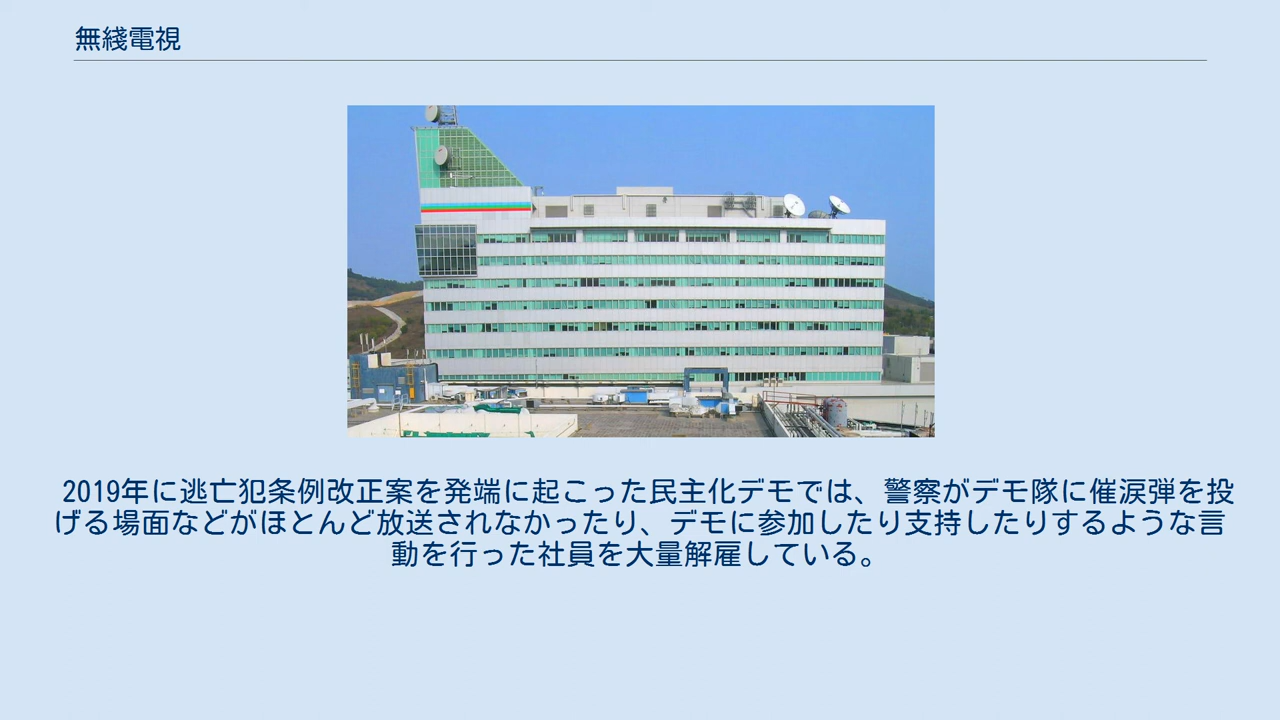 無綫電視
2019年に逃亡犯条例改正案を発端に起こった民主化デモでは、警察がデモ隊に催涙弾を投
げる場面などがほとんど放送されなかったり、デモに参加したり支持したりするような言
動を行った社員を大量解雇している。